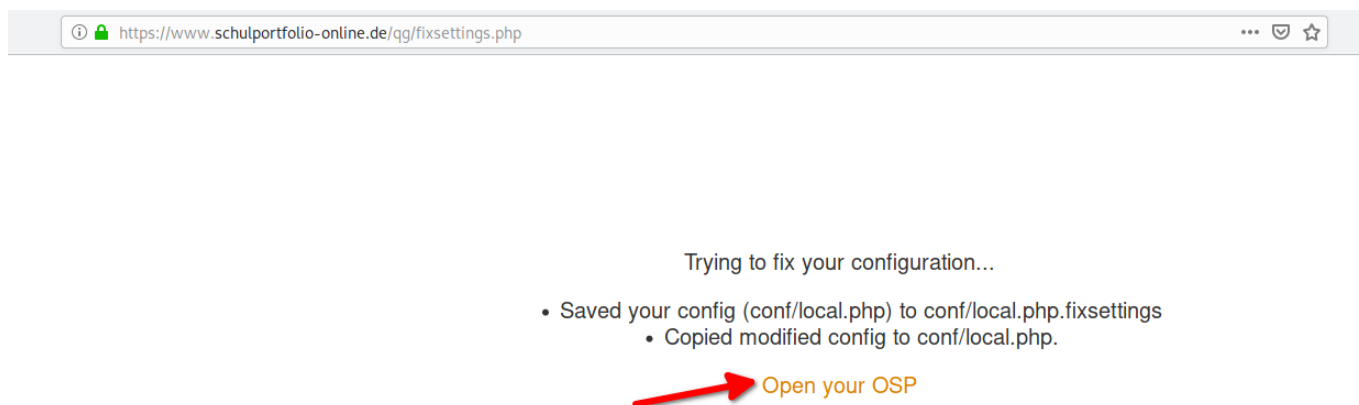 https://www.schulportfolio-online.de/qg/fixsettings.php
Trying to fix your configuration...
• Saved your config (conf/local.php) to conf/local.php.fixsettings
• Copied modified config to conf/local.php.
Open your OSP